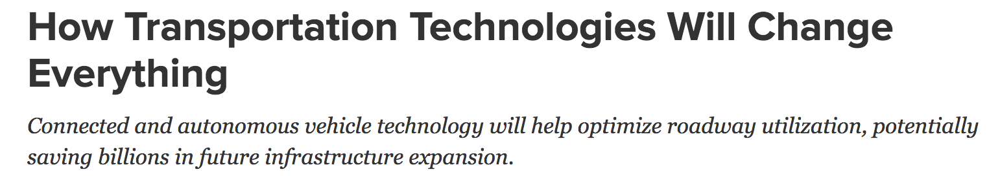 How Transportation Technologies Will Change
Everything
Connected and autonomous vehicle technology will help optimize roadway utilization, potentially
saving billions in future infrastructure expansion.